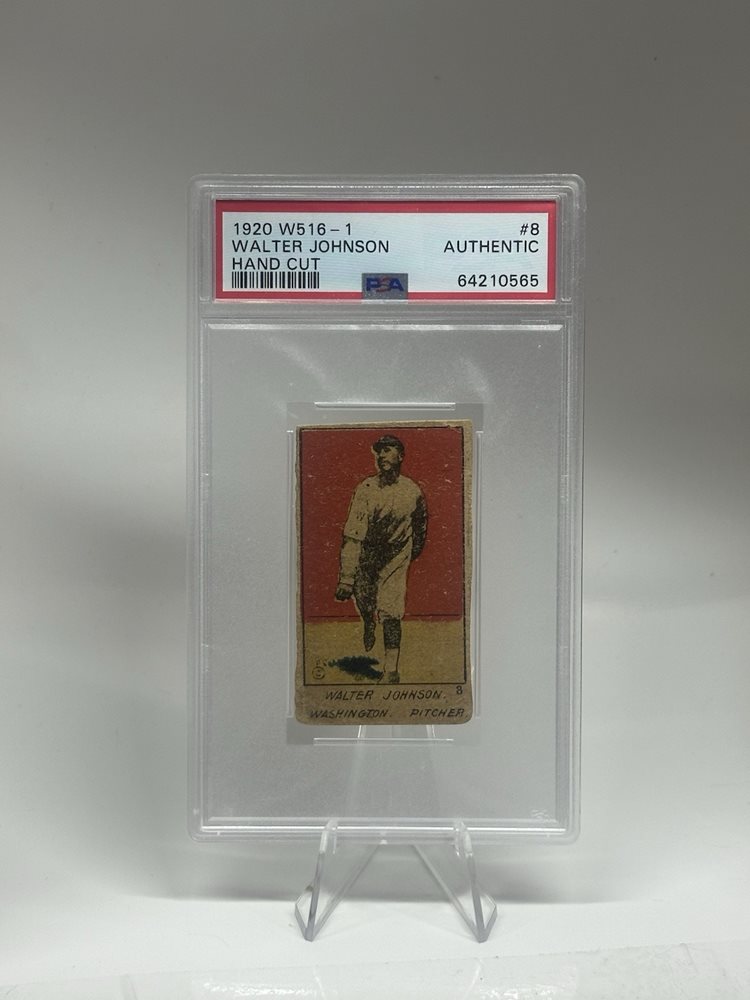 1920 W516-1 #8
WALTER JOHNSON AUTHENTIC
HAND CUT
PSA 64210565
8
WALTER JOHNSON.
WASHINGTON. PITCHER.